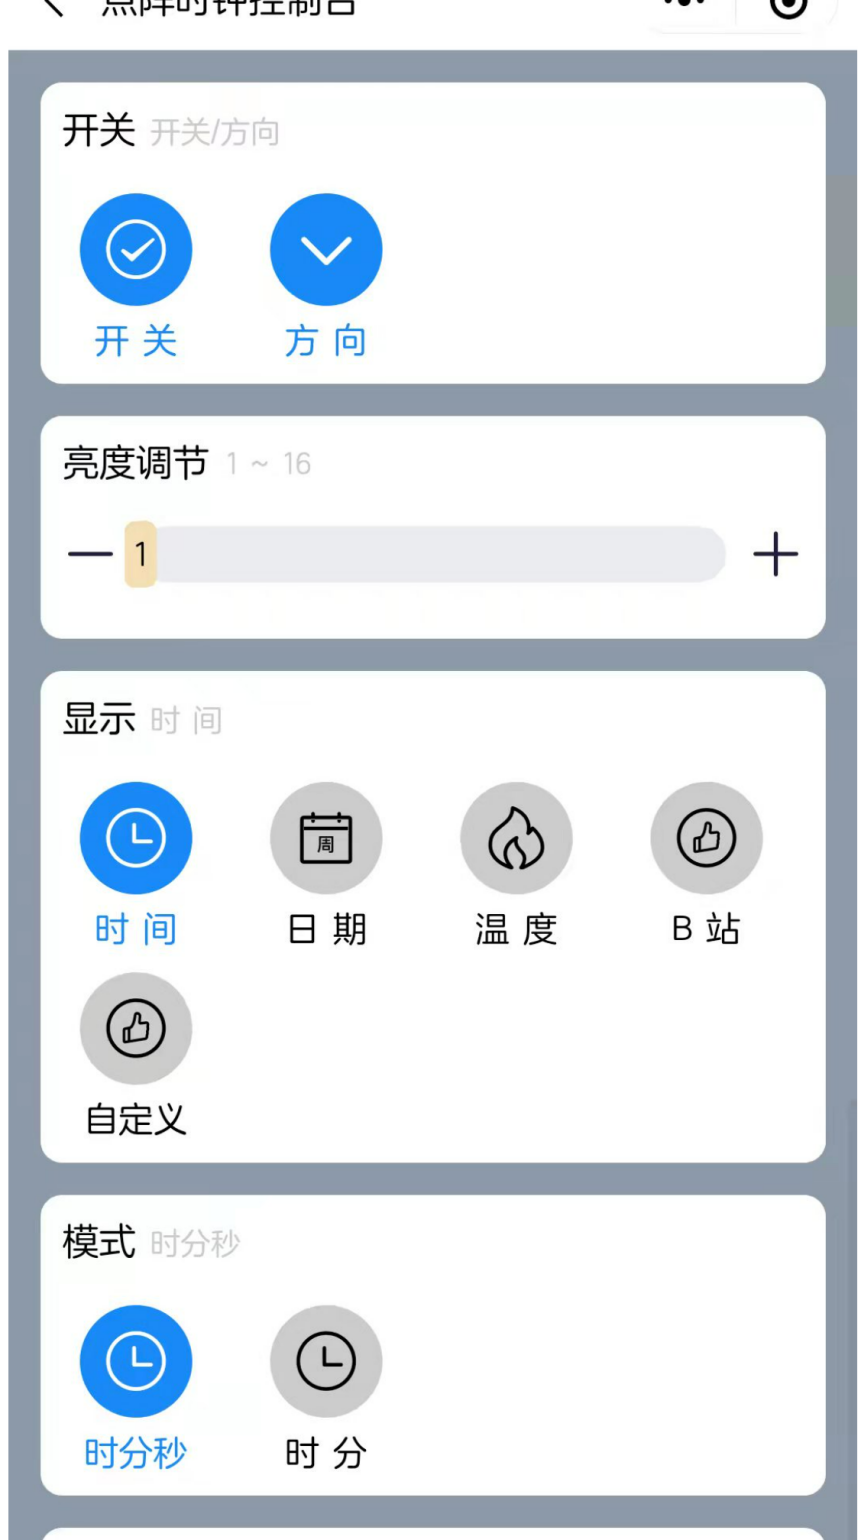 点阵时钟控制台
开关 开关/方向
开 关 方 向
亮度调节 1 ~ 16
1
显示 时 间
周
时 间 日 期 温 度 B 站
自定义
模式 时分秒
时分秒 时 分